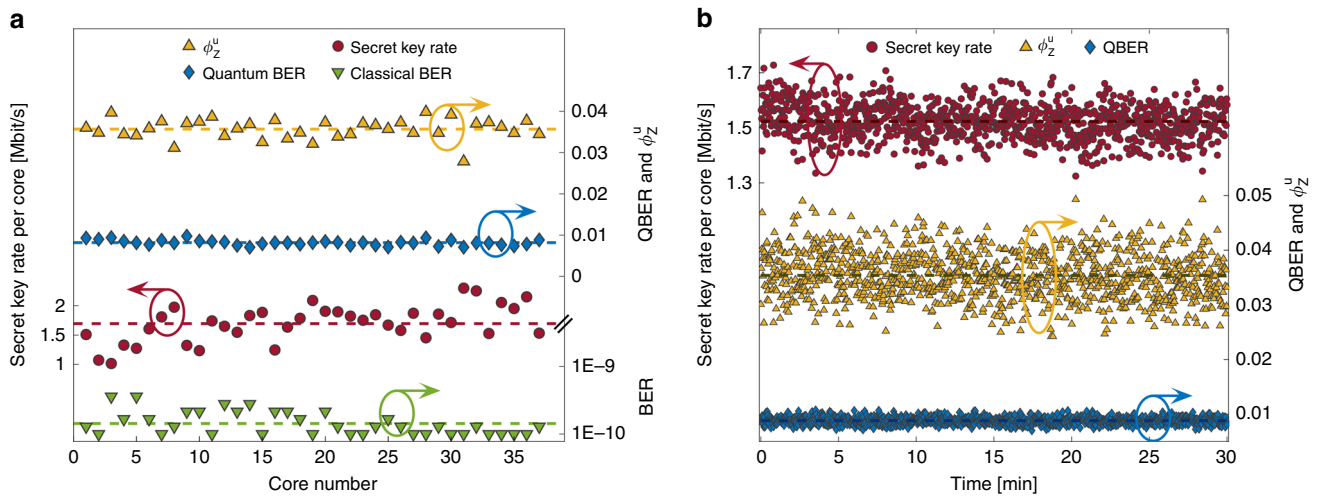 a
φ_Z^u
Secret key rate
Quantum BER
Classical BER
Secret key rate per core [Mbit/s]
2
1.5
1
0.04
0.03
0.02
0.01
0
QBER and φ_Z^u
1E−9
1E−10
BER
0 5 10 15 20 25 30 35
Core number
b
Secret key rate
φ_Z^u
QBER
Secret key rate per core [Mbit/s]
1.7
1.5
1.3
0.05
0.04
0.03
0.02
0.01
QBER and φ_Z^u
0 5 10 15 20 25 30
Time [min]